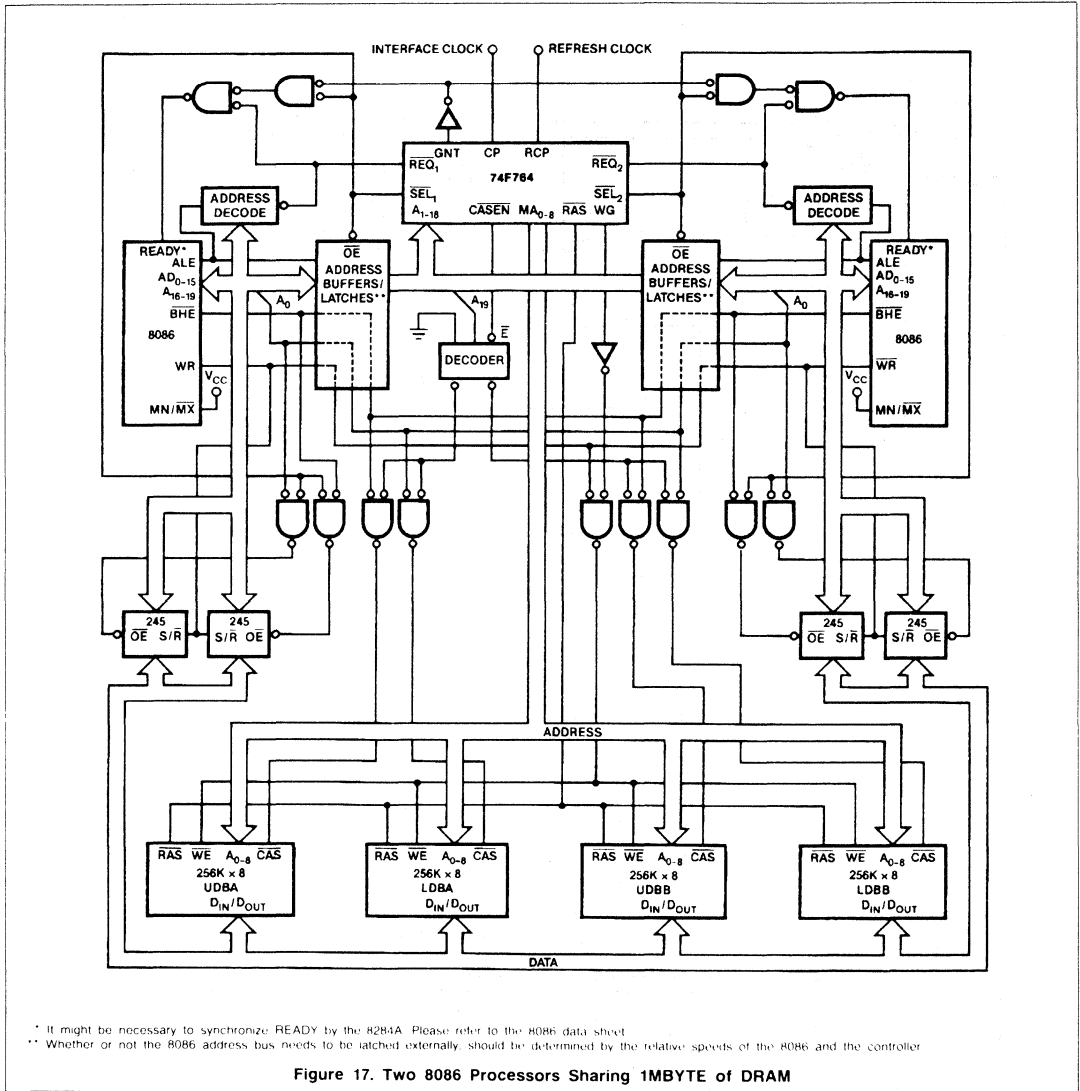 INTERFACE CLOCK
REFRESH CLOCK
GNT CP RCP
REQ1 REQ2
74F764
SEL1 SEL2
A1-18 CASEN MA0-8 RAS WG
ADDRESS DECODE
ADDRESS DECODE
READY*
ALE
AD0-15
A16-19
BHE
8086
WR
VCC
MN/MX
OE
ADDRESS
BUFFERS/
LATCHES**
A0
A19
E
DECODER
OE
ADDRESS
BUFFERS/
LATCHES**
A0
READY*
ALE
AD0-15
A16-19
BHE
8086
WR
VCC
MN/MX
245
OE S/R
245
S/R OE
245
OE S/R
245
S/R OE
ADDRESS
RAS WE A0-8 CAS
256K x 8
UDBA
DIN/DOUT
RAS WE A0-8 CAS
256K x 8
LDBA
DIN/DOUT
RAS WE A0-8 CAS
256K x 8
UDBB
DIN/DOUT
RAS WE A0-8 CAS
256K x 8
LDBB
DIN/DOUT
DATA
* It might be necessary to synchronize READY by the 8284A. Please refer to the 8086 data sheet
** Whether or not the 8086 address bus needs to be latched externally, should be determined by the relative speeds of the 8086 and the controller
Figure 17. Two 8086 Processors Sharing 1MBYTE of DRAM